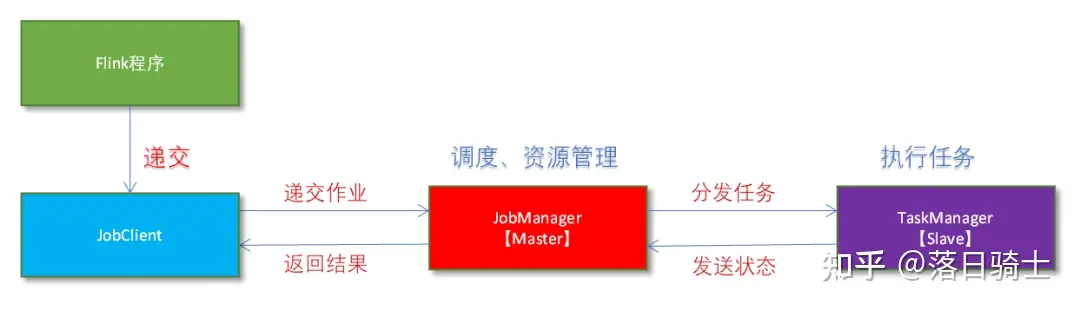 Flink程序
递交
调度、资源管理
执行任务
JobClient
递交作业
返回结果
JobManager
【Master】
分发任务
发送状态
TaskManager
【Slave】
知乎 @落日骑士